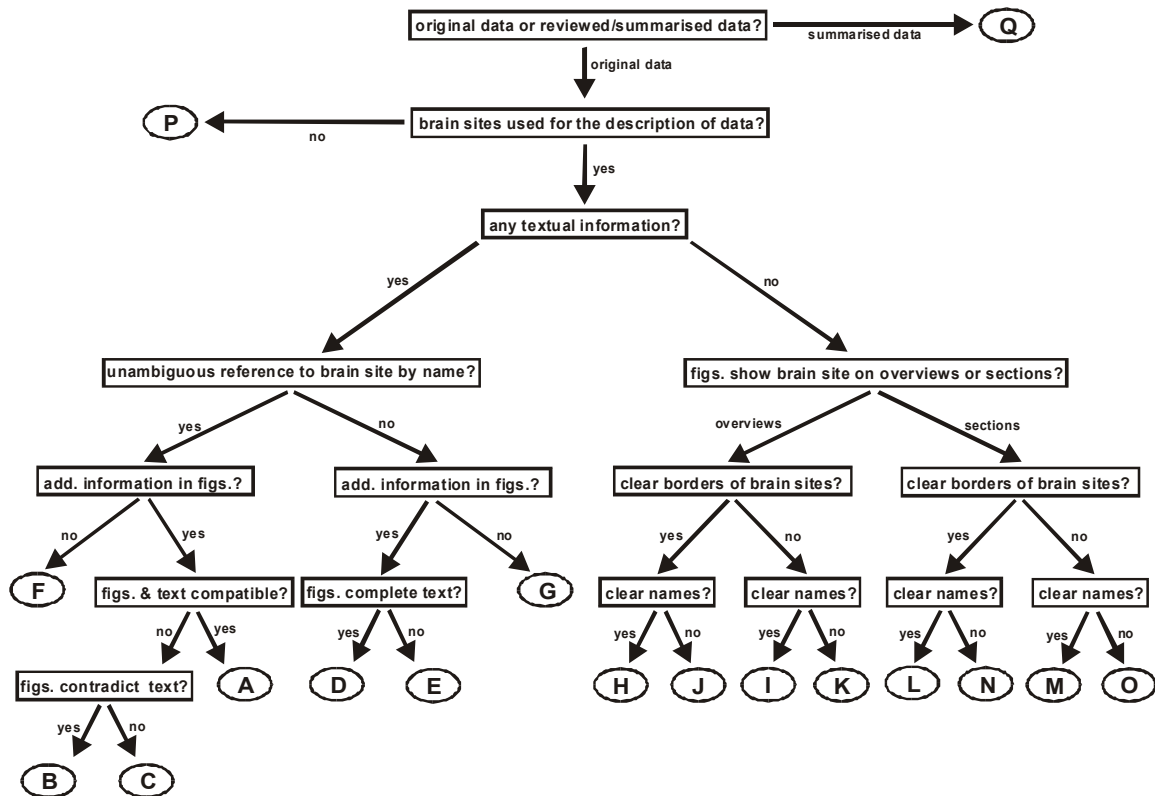 original data or reviewed/summarised data?
summarised data
Q
original data
P
no
brain sites used for the description of data?
yes
any textual information?
yes
no
unambiguous reference to brain site by name?
figs. show brain site on overviews or sections?
yes
no
overviews
sections
add. information in figs.?
add. information in figs.?
clear borders of brain sites?
clear borders of brain sites?
no
yes
yes
no
yes
no
yes
no
F
figs. & text compatible?
figs. complete text?
G
clear names?
clear names?
clear names?
clear names?
no
yes
yes
no
yes
no
yes
no
yes
no
yes
no
figs. contradict text?
A
D
E
H
J
I
K
L
N
M
O
yes
no
B
C